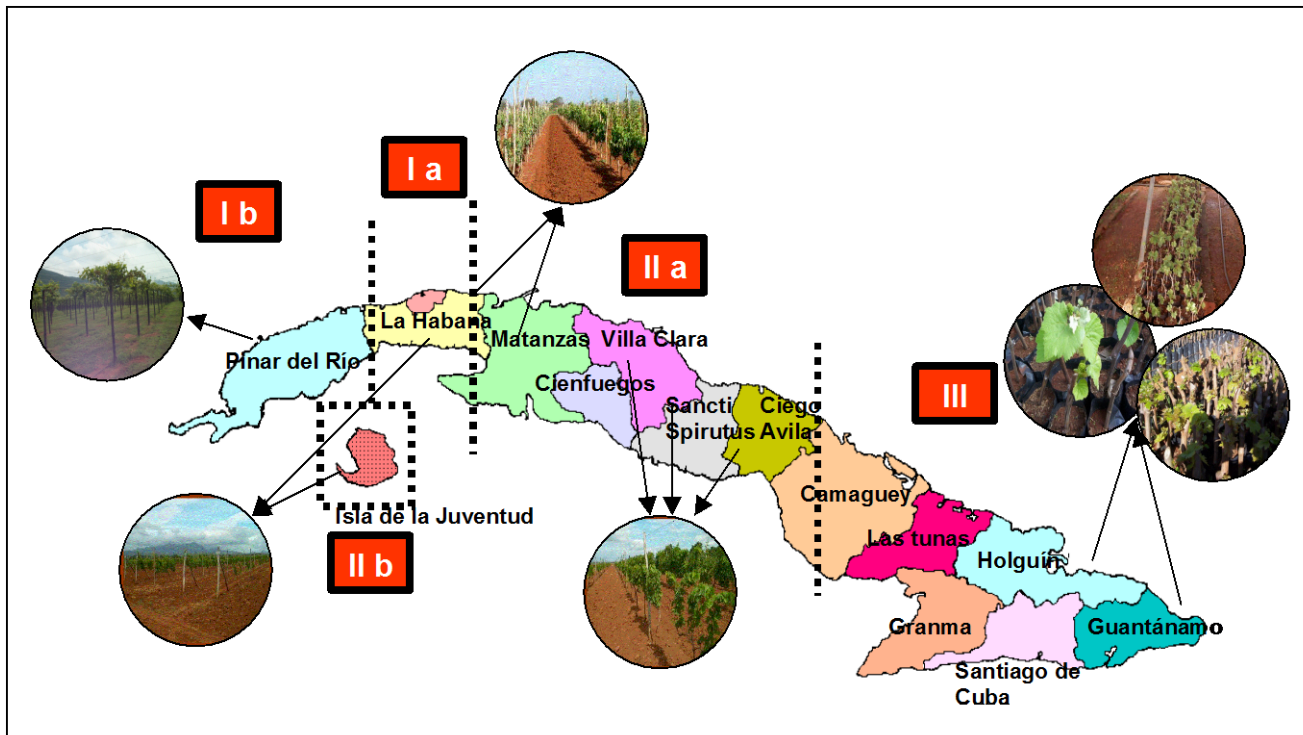 I a
I b
II a
La Habana
Matanzas
Villa Clara
Pinar del Río
Cienfuegos
III
Sancti
Spirutus
Ciego
Avila
Camaguey
Isla de la Juventud
Las tunas
II b
Holguín
Granma
Guantánamo
Santiago de
Cuba